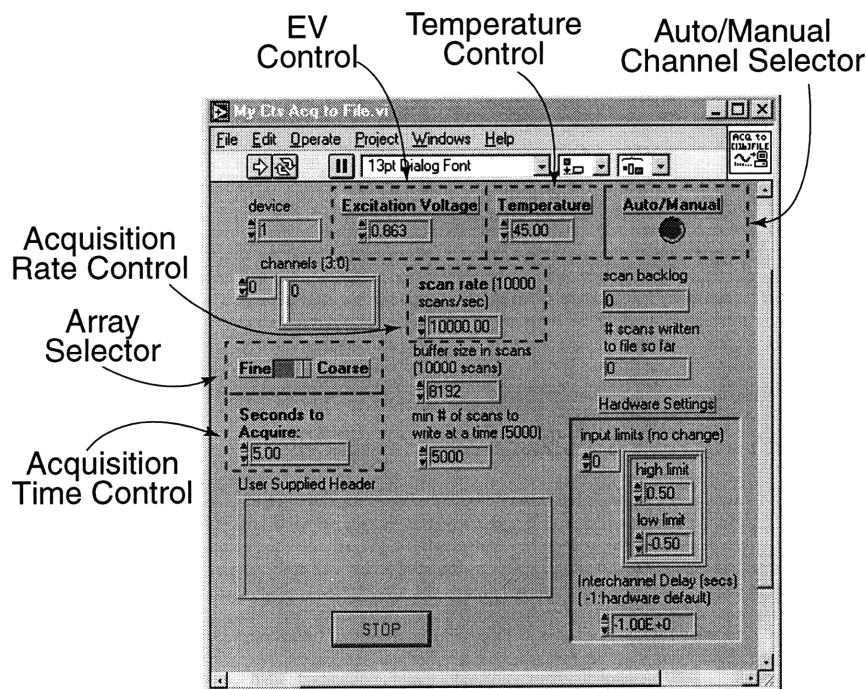 EV
Control
Temperature
Control
Auto/Manual
Channel Selector
My Cts Acq to File.vi
File Edit Operate Project Windows Help
ACQ to
FILE
13pt Dialog Font
device
1
Excitation Voltage
0.863
Temperature
45.00
Auto/Manual
Acquisition
Rate Control
channels (3:0)
0
0
scan rate (10000
scans/sec)
10000.00
scan backlog
0
Array
Selector
Fine
Coarse
buffer size in scans
(10000 scans)
8192
# scans written
to file so far
0
Acquisition
Time Control
Seconds to
Acquire:
5.00
min # of scans to
write at a time (5000)
5000
Hardware Settings
input limits (no change)
0
high limit
0.50
low limit
-0.50
User Supplied Header
Interchannel Delay (secs)
( -1:hardware default)
-1.00E+0
STOP